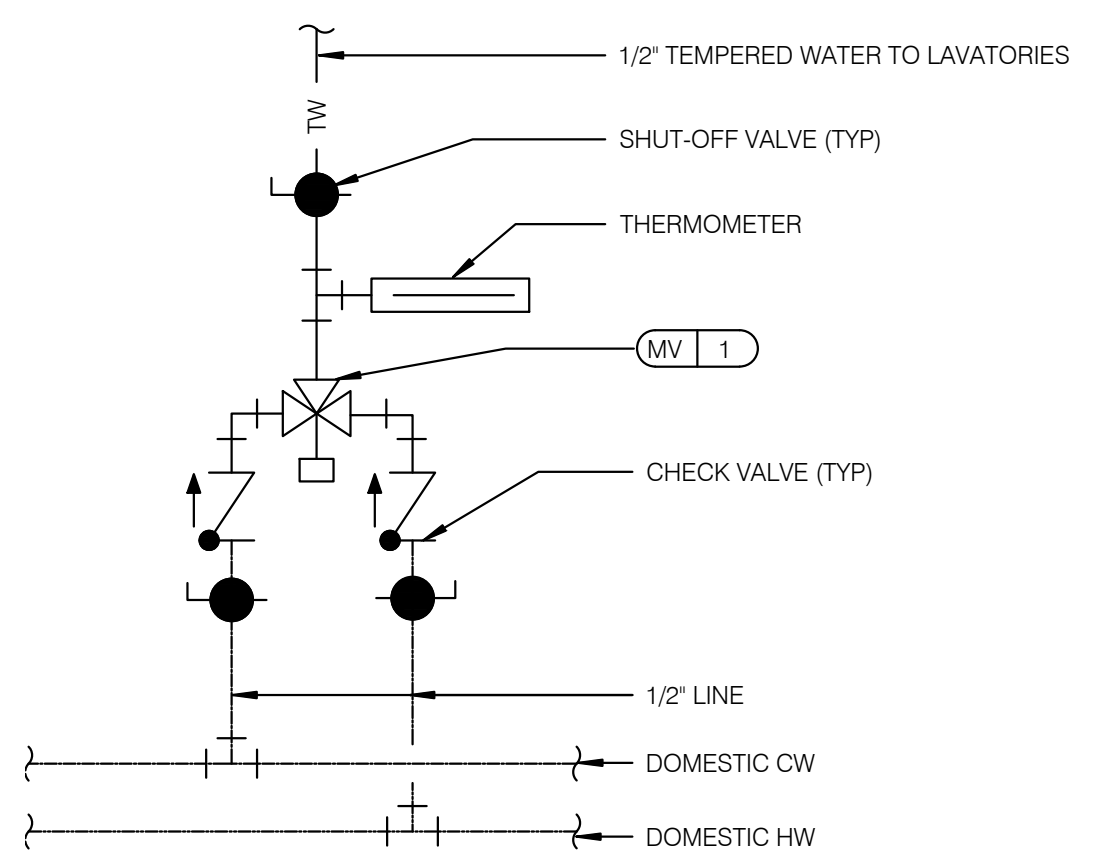 1/2" TEMPERED WATER TO LAVATORIES
TW
SHUT-OFF VALVE (TYP)
THERMOMETER
MV 1
CHECK VALVE (TYP)
1/2" LINE
DOMESTIC CW
DOMESTIC HW